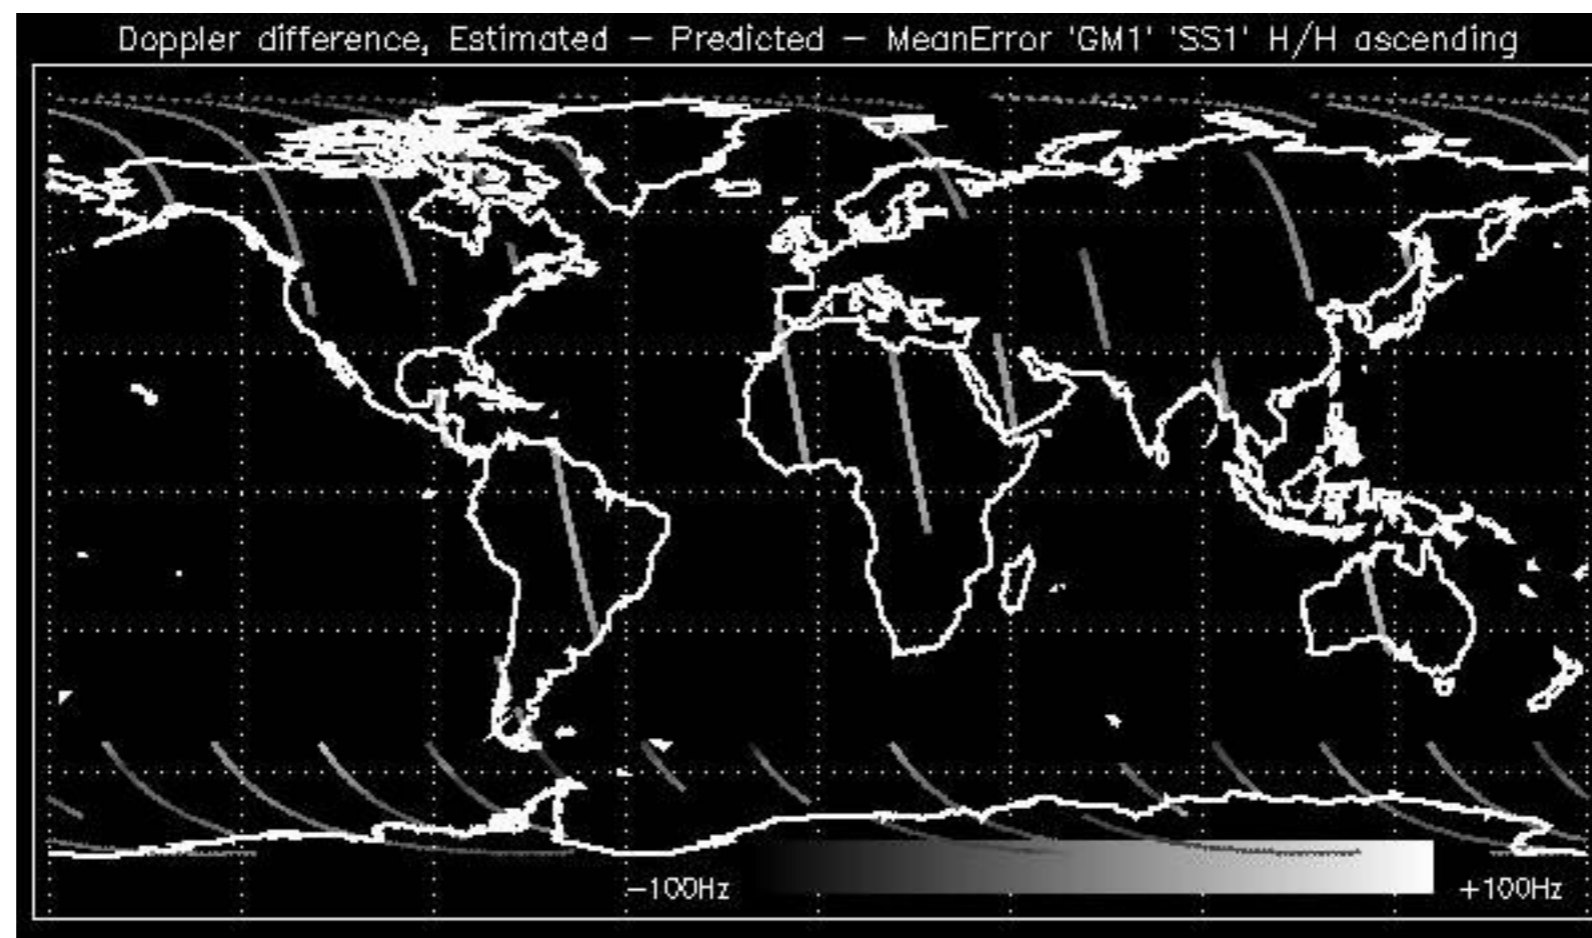 Doppler difference, Estimated − Predicted − MeanError 'GM1' 'SS1' H/H ascending
−100Hz +100Hz